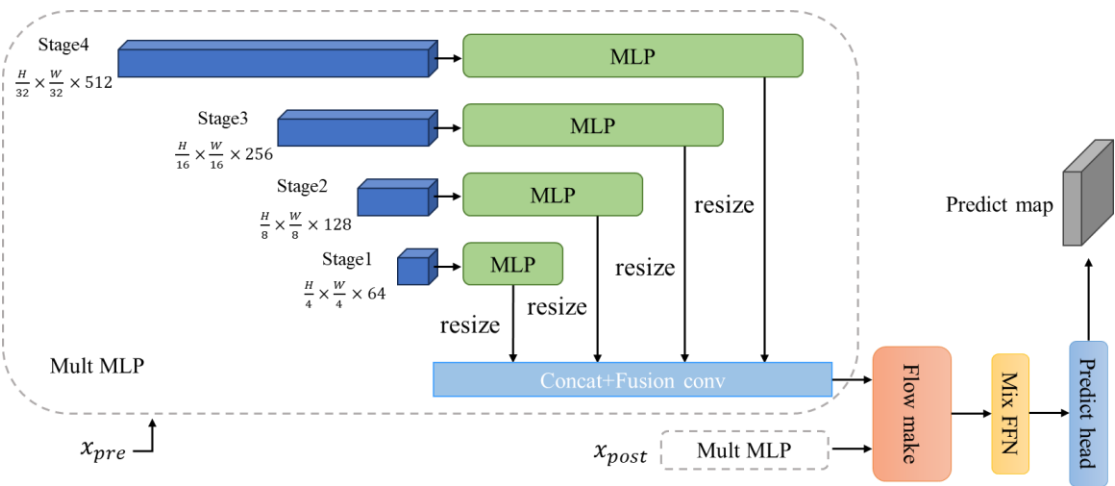 Stage4
H/32 × W/32 × 512
MLP
Stage3
H/16 × W/16 × 256
MLP
Stage2
H/8 × W/8 × 128
MLP
Stage1
H/4 × W/4 × 64
MLP
resize
resize
resize
resize
Mult MLP
Concat+Fusion conv
x_pre
x_post
Mult MLP
Flow make
Mix FFN
Predict head
Predict map